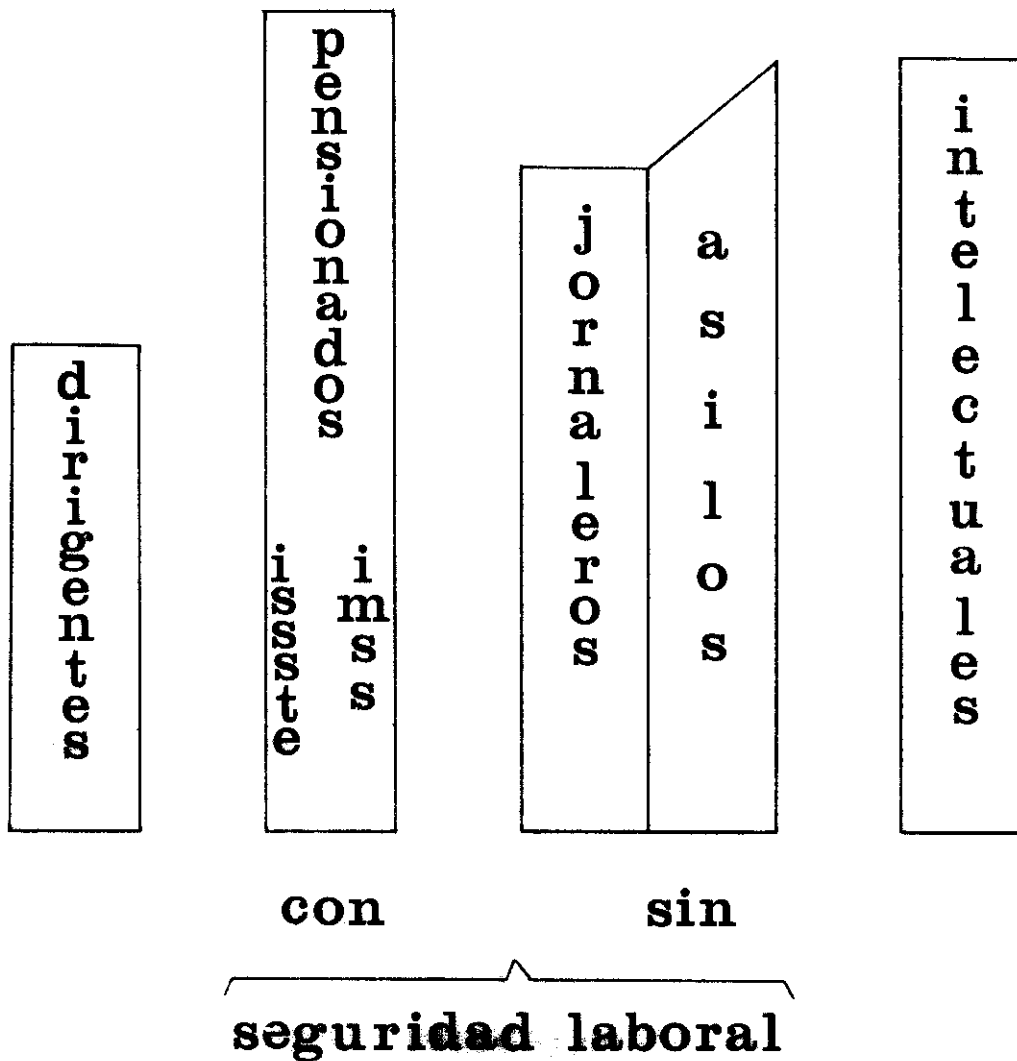 dirigentes
pensionados
issste
imss
jornaleros
asilos
intelectuales
con
sin
seguridad laboral